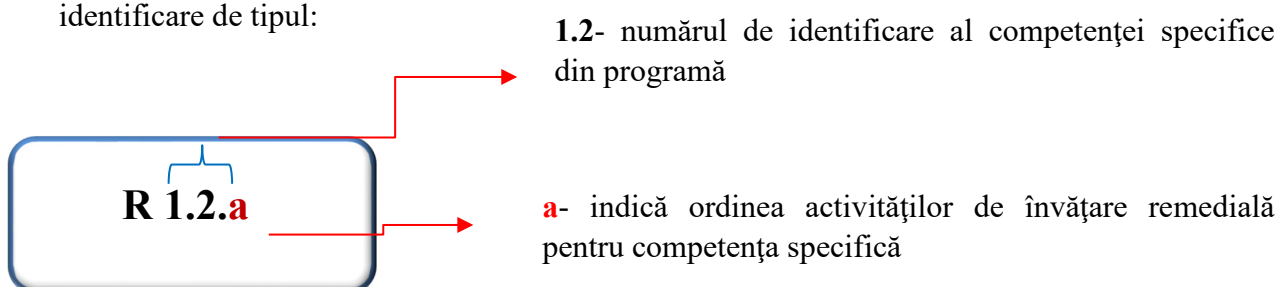 identificare de tipul:
1.2- numărul de identificare al competenţei specifice
din programă
R 1.2.a
a- indică ordinea activităţilor de învăţare remedială
pentru competenţa specifică